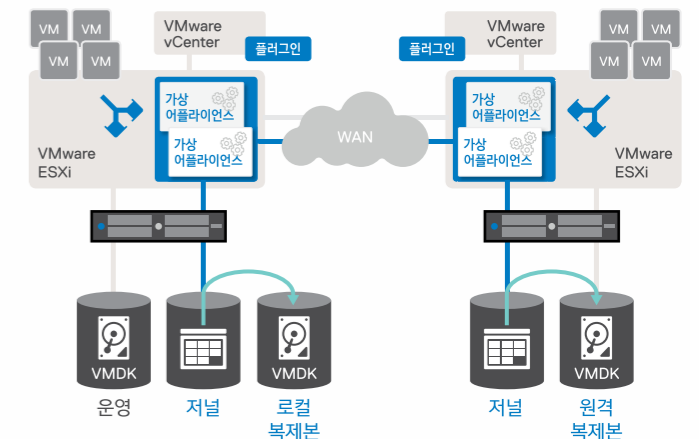 VM VM
VM VM
VMware
vCenter
플러그인
가상
어플라이언스
가상
어플라이언스
VMware
ESXi
WAN
플러그인
VMware
vCenter
VM VM
VM VM
가상
어플라이언스
가상
어플라이언스
VMware
ESXi
VMDK
VMDK
VMDK
운영
저널
로컬
복제본
저널
원격
복제본